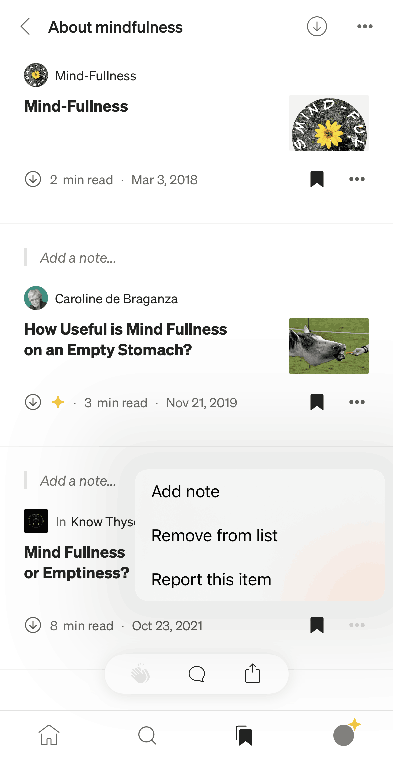 About mindfulness
Mind-Fullness
Mind-Fullness
MIND-FUL
2 min read · Mar 3, 2018
Add a note...
Caroline de Braganza
How Useful is Mind Fullness
on an Empty Stomach?
3 min read · Nov 21, 2019
Add a note...
In Know Thys
Mind Fullness
or Emptiness?
8 min read · Oct 23, 2021
Add note
Remove from list
Report this item